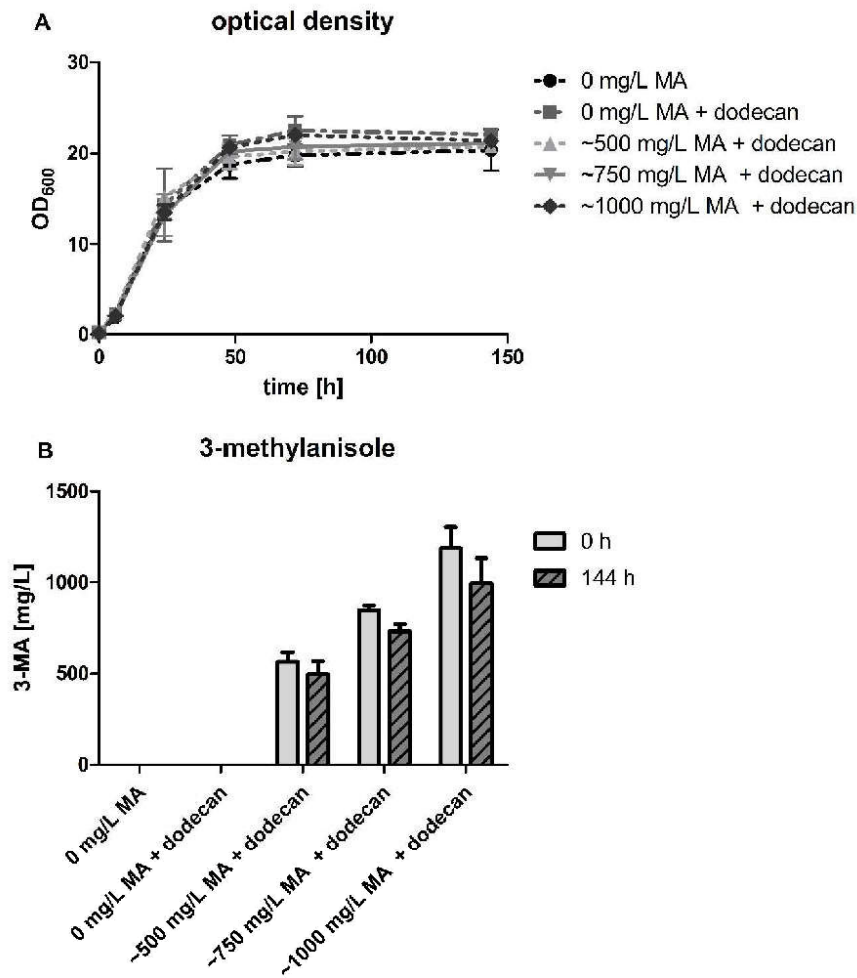 A
optical density
30
20
10
0
OD600
0
50
100
150
time [h]
0 mg/L MA
0 mg/L MA + dodecan
~500 mg/L MA + dodecan
~750 mg/L MA + dodecan
~1000 mg/L MA + dodecan
B
3-methylanisole
1500
1000
500
0
3-MA [mg/L]
0 h
144 h
0 mg/L MA
0 mg/L MA + dodecan
~500 mg/L MA + dodecan
~750 mg/L MA + dodecan
~1000 mg/L MA + dodecan